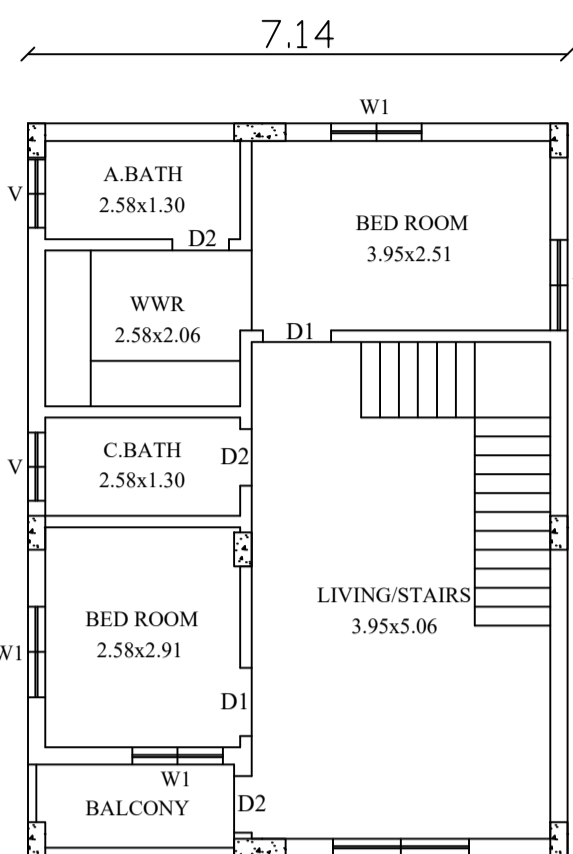 7.14
W1
A.BATH
2.58x1.30
V
BED ROOM
3.95x2.51
D2
WWR
2.58x2.06
D1
C.BATH
2.58x1.30
D2
V
LIVING/STAIRS
3.95x5.06
BED ROOM
2.58x2.91
W1
D1
W1
BALCONY
D2